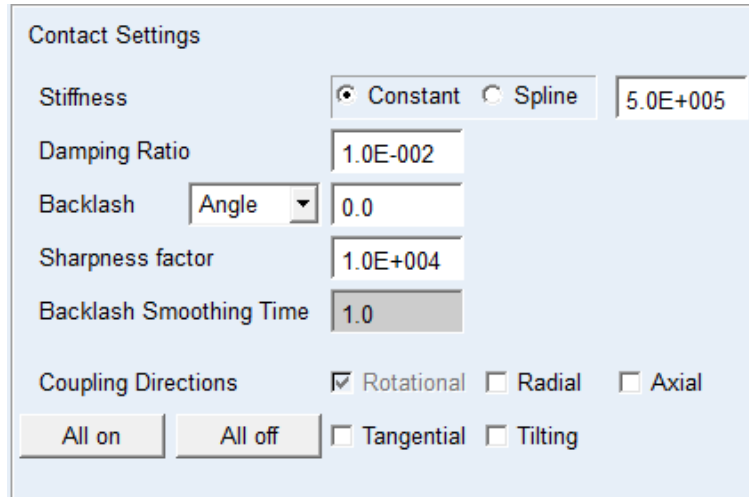 Contact Settings
Stiffness Constant Spline 5.0E+005
Damping Ratio 1.0E-002
Backlash Angle 0.0
Sharpness factor 1.0E+004
Backlash Smoothing Time 1.0
Coupling Directions Rotational Radial Axial
All on All off Tangential Tilting